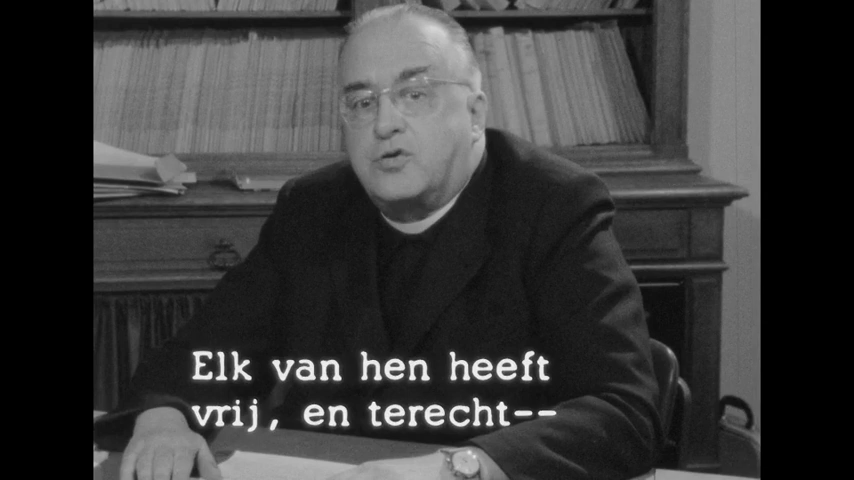 Elk van hen heeft
vrij, en terecht--